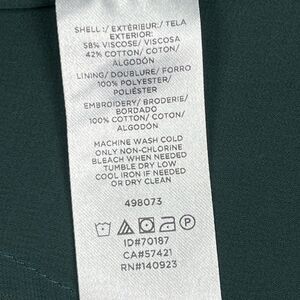 SHELL:/ EXTÉRIEUR:/ TELA
EXTERIOR:
58% VISCOSE/ VISCOSA
42% COTTON/ COTON/
ALGODÓN
LINING/ DOUBLURE/ FORRO
100% POLYESTER/
POLIÉSTER
EMBROIDERY/ BRODERIE/
BORDADO
100% COTTON/ COTON/
ALGODÓN
MACHINE WASH COLD
ONLY NON-CHLORINE
BLEACH WHEN NEEDED
TUMBLE DRY LOW
COOL IRON IF NEEDED
OR DRY CLEAN
498073
ID#70187
CA#57421
RN#140923